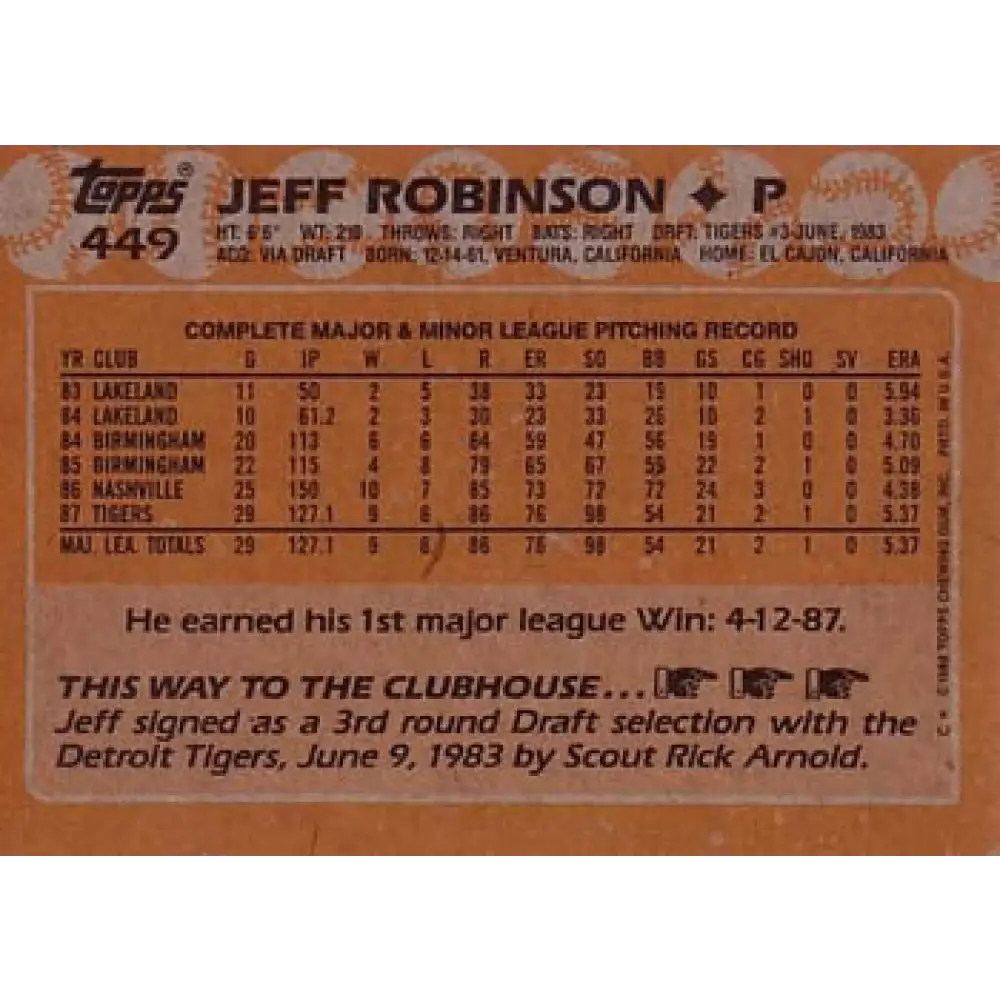 Topps®
449
JEFF ROBINSON ✦ P
HT: 6'6" WT: 210 THROWS: RIGHT BATS: RIGHT DRFT: TIGERS #3-JUNE, 1983
ACQ: VIA DRAFT BORN: 12-14-61, VENTURA, CALIFORNIA HOME: EL CAJON, CALIFORNIA
COMPLETE MAJOR & MINOR LEAGUE PITCHING RECORD
YR CLUB G IP W L R ER SO BB GS CG SHO SV ERA
83 LAKELAND 11 50 2 5 38 33 23 19 10 1 0 0 5.94
84 LAKELAND 10 61.2 2 3 30 23 33 26 10 2 1 0 3.36
84 BIRMINGHAM 20 113 6 6 64 59 47 56 19 1 0 0 4.70
85 BIRMINGHAM 22 115 4 8 79 65 67 59 22 2 1 0 5.09
86 NASHVILLE 25 150 10 7 85 73 72 72 24 3 0 0 4.38
87 TIGERS 29 127.1 9 6 86 76 98 54 21 2 1 0 5.37
MAJ. LEA. TOTALS 29 127.1 9 6 86 76 98 54 21 2 1 0 5.37
He earned his 1st major league Win: 4-12-87.
THIS WAY TO THE CLUBHOUSE...
Jeff signed as a 3rd round Draft selection with the
Detroit Tigers, June 9, 1983 by Scout Rick Arnold.
C* © 1988 TOPPS CHEWING GUM, INC. PRTD. IN U.S.A.